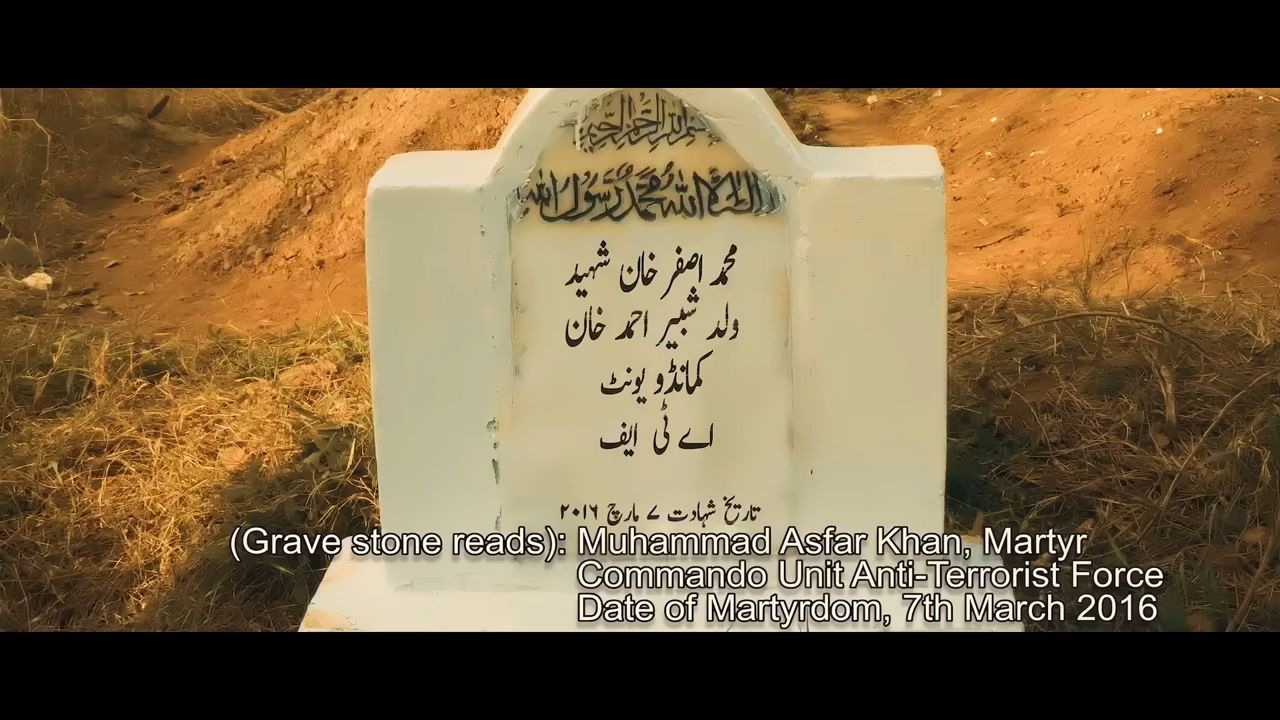 بسم اللہ الرحمن الرحیم
لا الہ الا اللہ محمد رسول اللہ
محمد اصفر خان شہید
ولد شبیر احمد خان
کمانڈو یونٹ
اے ٹی ایف
تاریخ شہادت ۷ مارچ ۲۰۱۶
(Grave stone reads): Muhammad Asfar Khan, Martyr
Commando Unit Anti-Terrorist Force
Date of Martyrdom, 7th March 2016